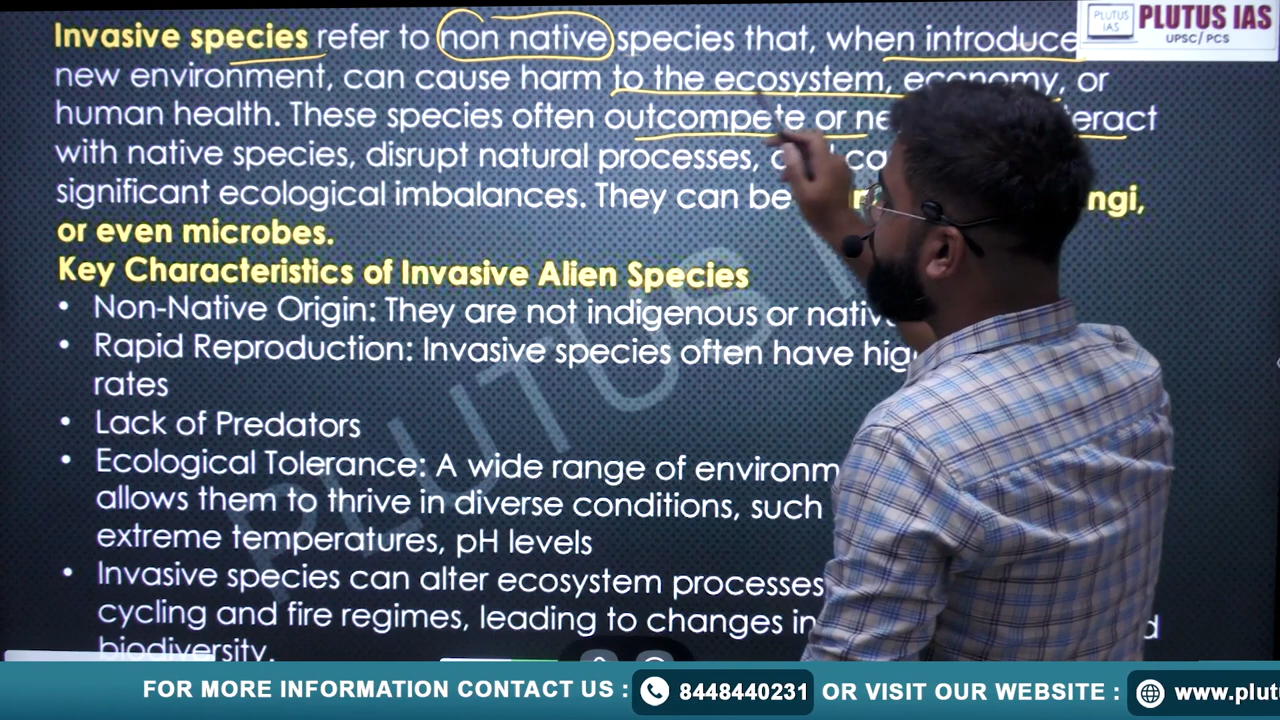 PLUTUS IAS
PLUTUS IAS
UPSC/ PCS
Invasive species refer to non native species that, when introduce
new environment, can cause harm to the ecosystem, economy, or
human health. These species often outcompete or ne eract
with native species, disrupt natural processes,
significant ecological imbalances. They can be ngi,
or even microbes.
Key Characteristics of Invasive Alien Species
• Non-Native Origin: They are not indigenous or nativ
• Rapid Reproduction: Invasive species often have hig
rates
• Lack of Predators
• Ecological Tolerance: A wide range of environm
allows them to thrive in diverse conditions, such
extreme temperatures, pH levels
• Invasive species can alter ecosystem processes
cycling and fire regimes, leading to changes in d
biodiversity.
PLUTUS
FOR MORE INFORMATION CONTACT US : 8448440231 OR VISIT OUR WEBSITE : www.plut